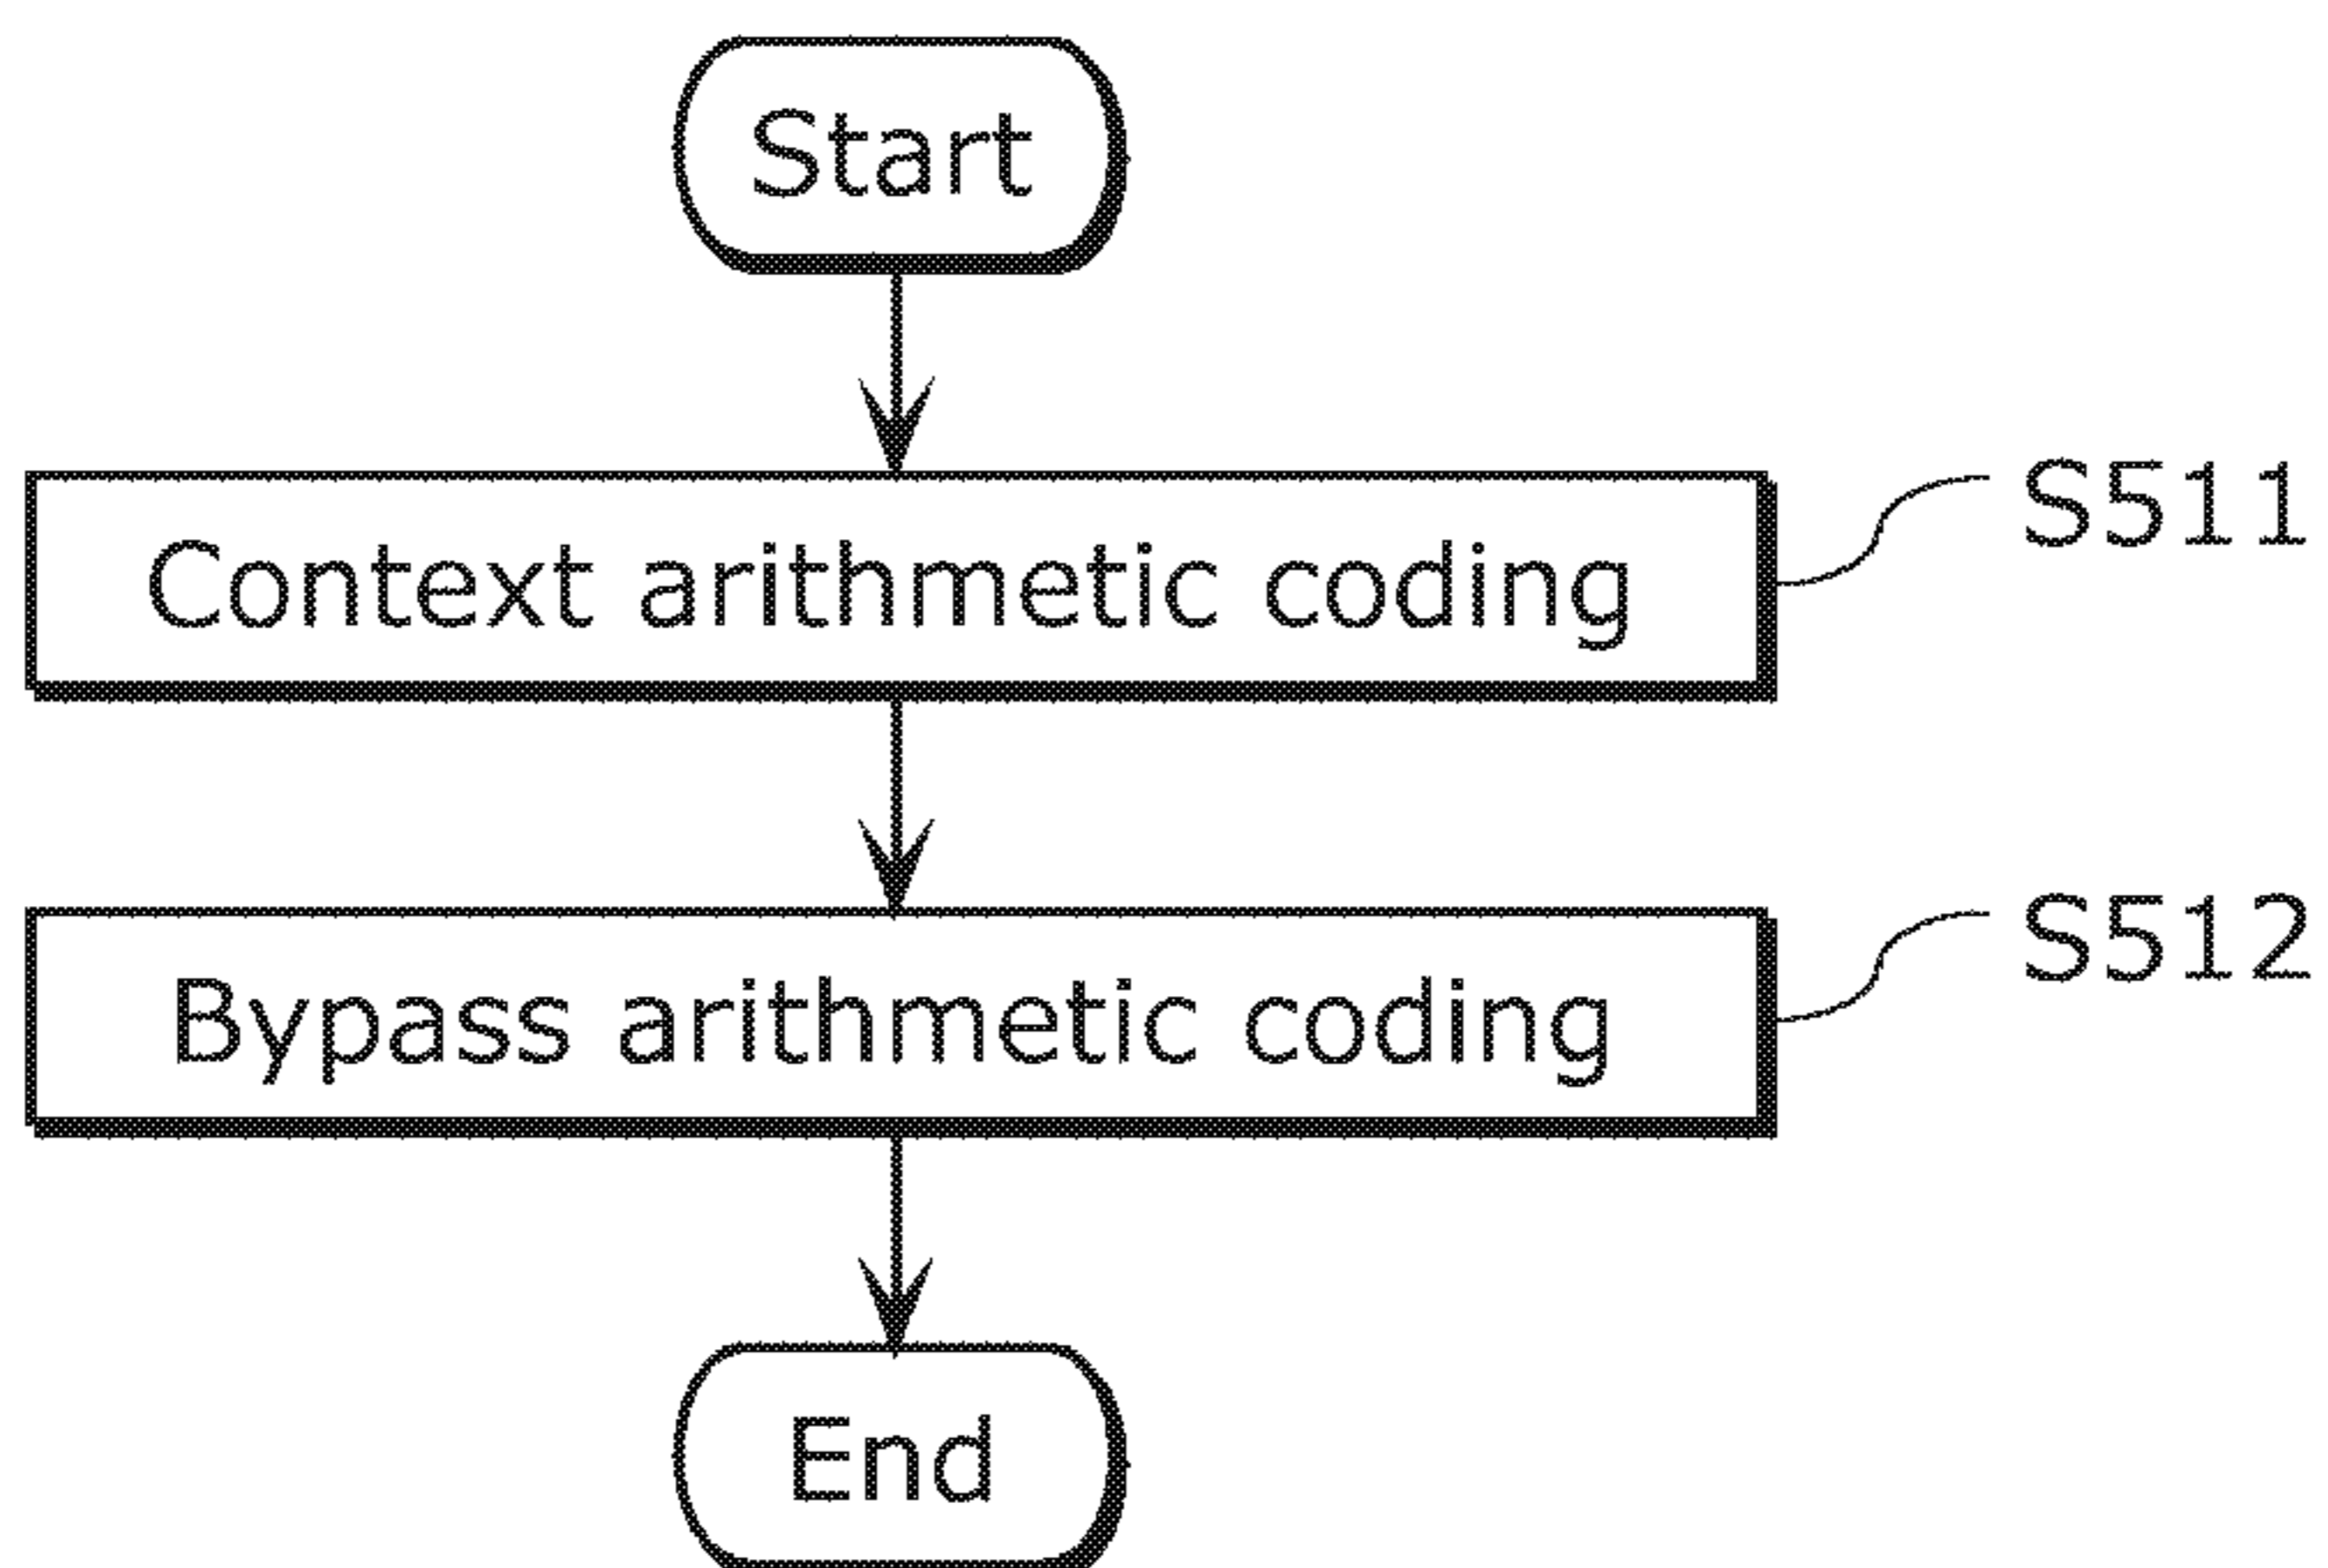 Start
Context arithmetic coding
S511
Bypass arithmetic coding
S512
End